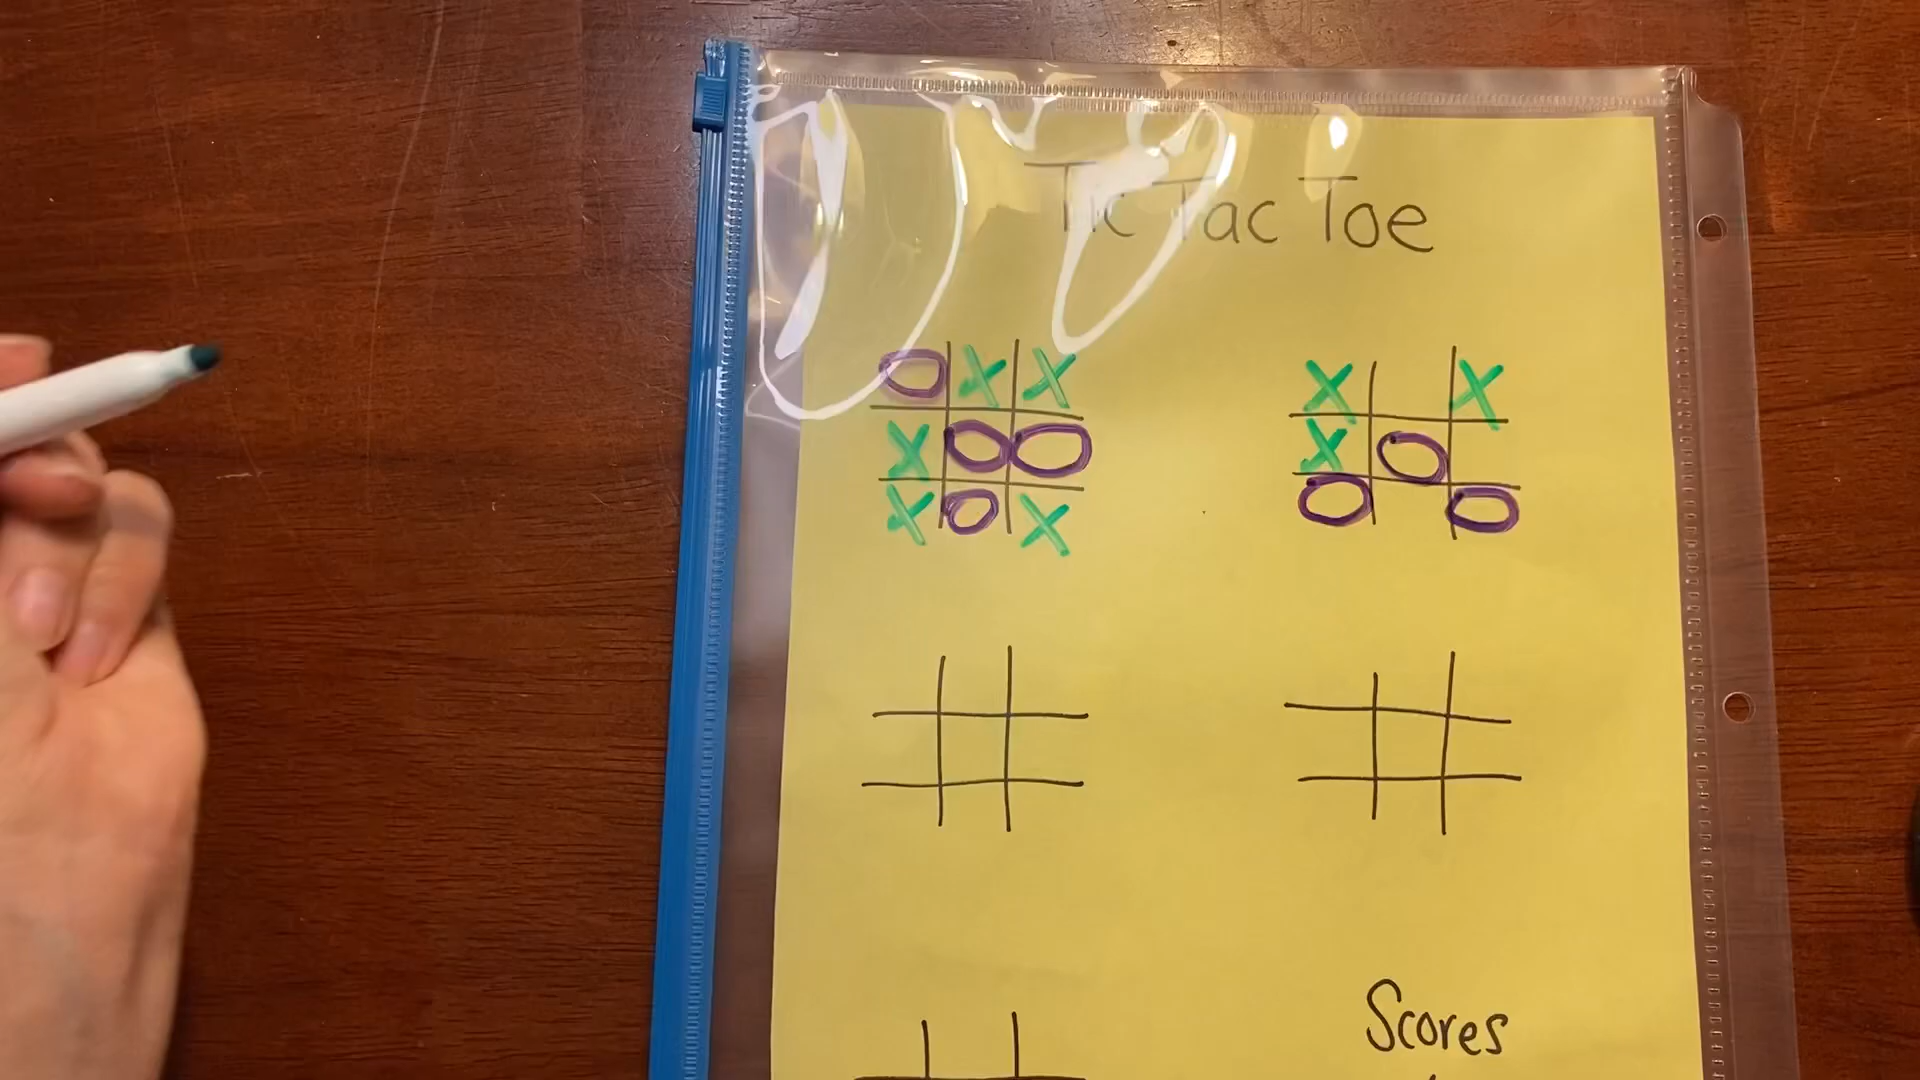 Tic Tac Toe
O X X
X O O
X O X
X X
X O
O O
Scores